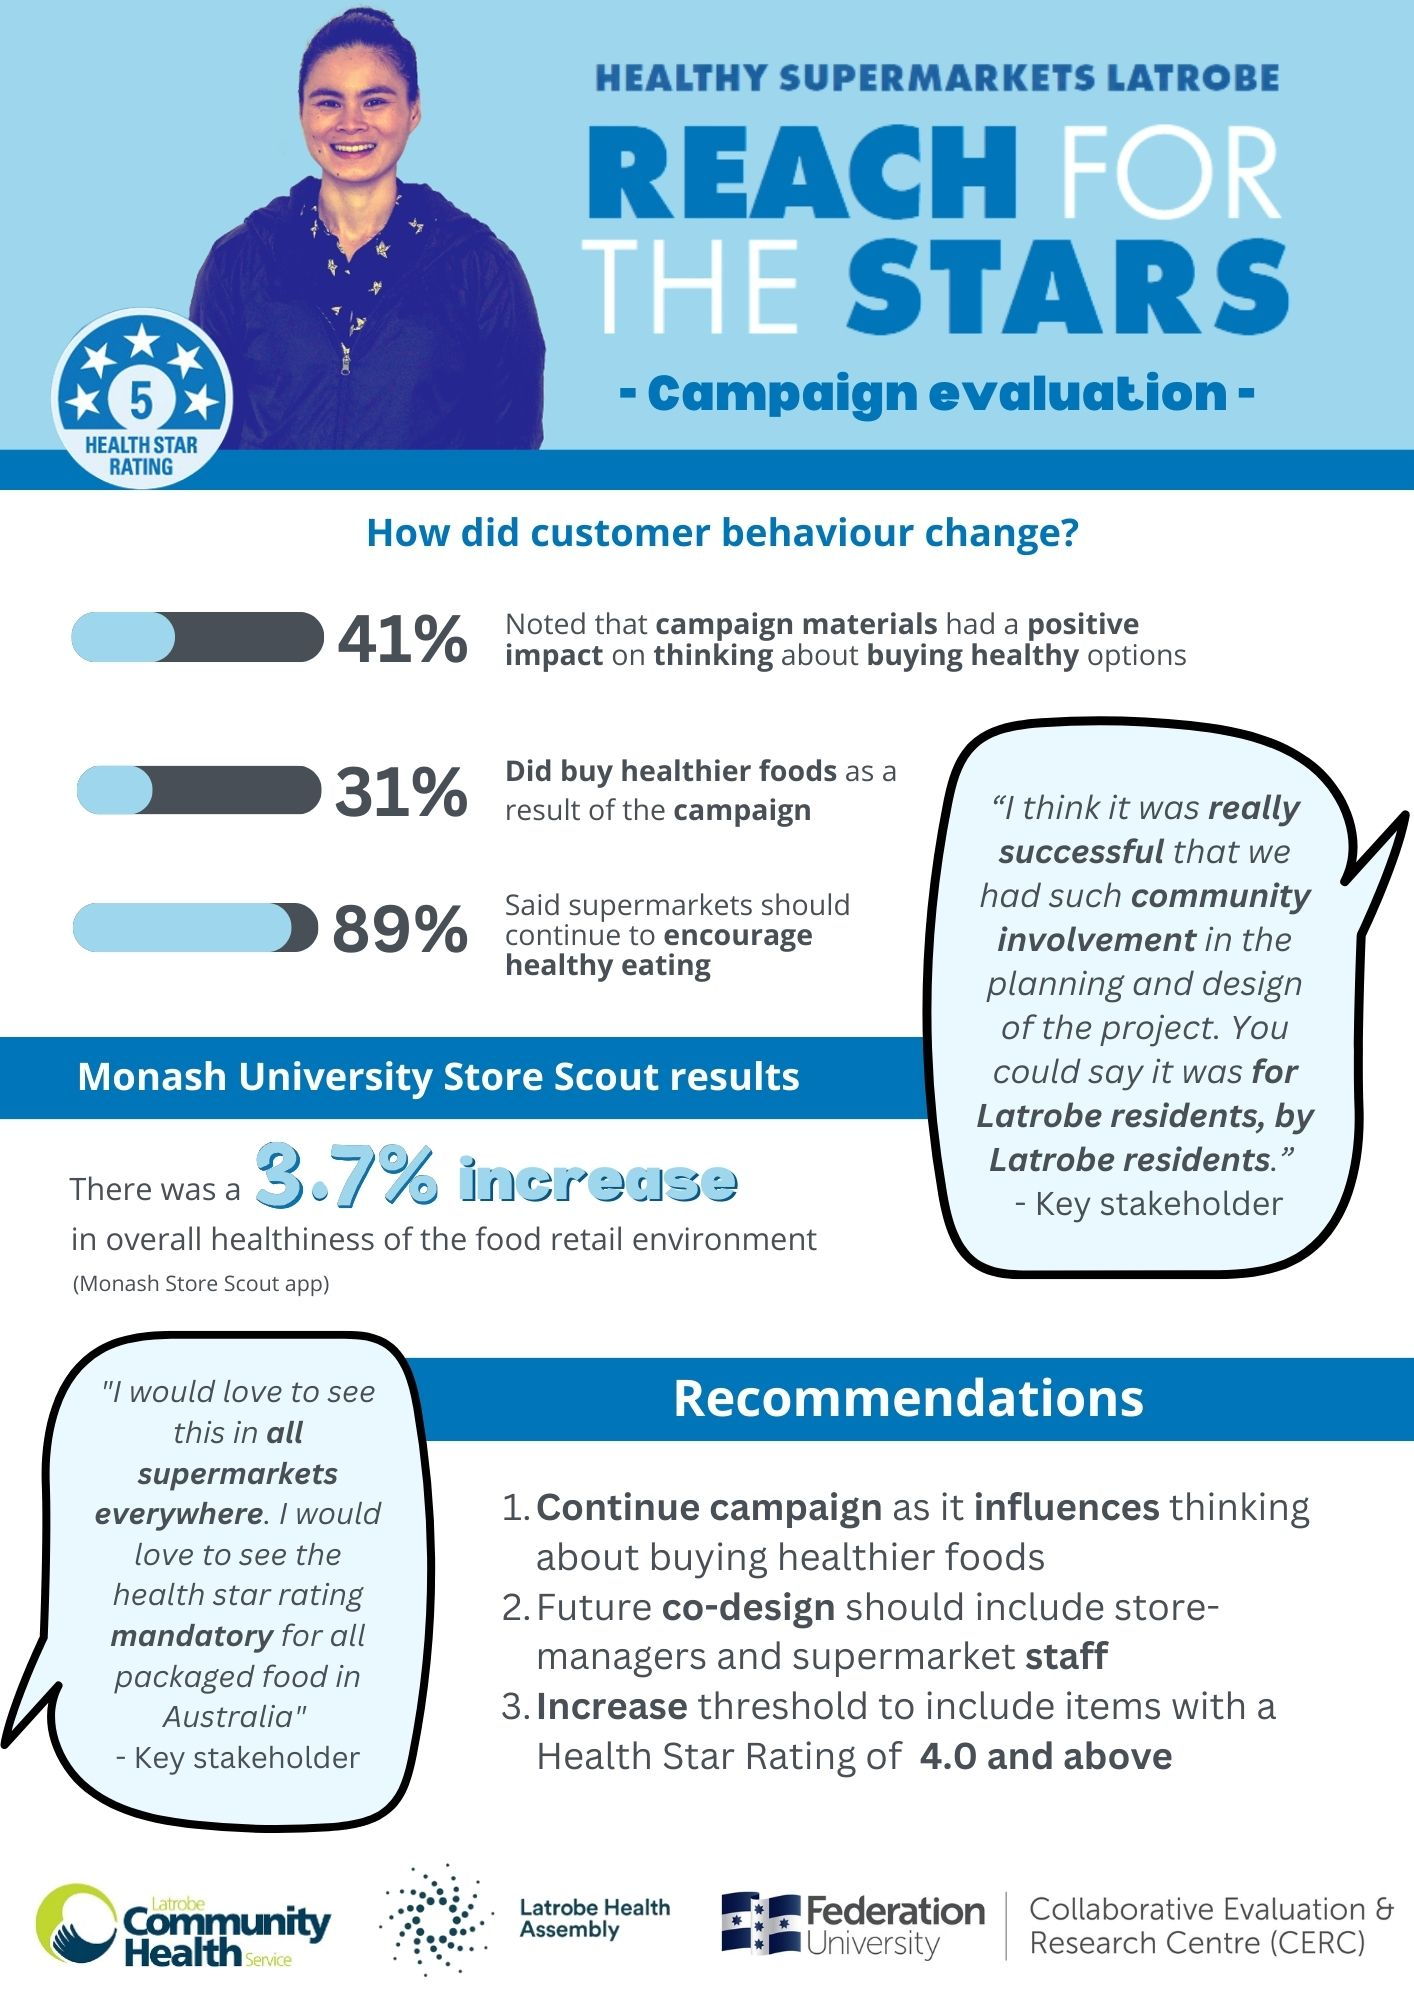 HEALTHY SUPERMARKETS LATROBE
REACH FOR
THE STARS
- Campaign evaluation -
5
HEALTH STAR
RATING
How did customer behaviour change?
41%
Noted that campaign materials had a positive
impact on thinking about buying healthy options
31%
Did buy healthier foods as a
result of the campaign
89%
Said supermarkets should
continue to encourage
healthy eating
“I think it was really
successful that we
had such community
involvement in the
planning and design
of the project. You
could say it was for
Latrobe residents, by
Latrobe residents.”
- Key stakeholder
Monash University Store Scout results
There was a 3.7% increase
in overall healthiness of the food retail environment
(Monash Store Scout app)
"I would love to see
this in all
supermarkets
everywhere. I would
love to see the
health star rating
mandatory for all
packaged food in
Australia"
- Key stakeholder
Recommendations
1. Continue campaign as it influences thinking
about buying healthier foods
2. Future co-design should include store-
managers and supermarket staff
3. Increase threshold to include items with a
Health Star Rating of 4.0 and above
Latrobe
Community
Health Service
Latrobe Health
Assembly
Federation
University
Collaborative Evaluation &
Research Centre (CERC)